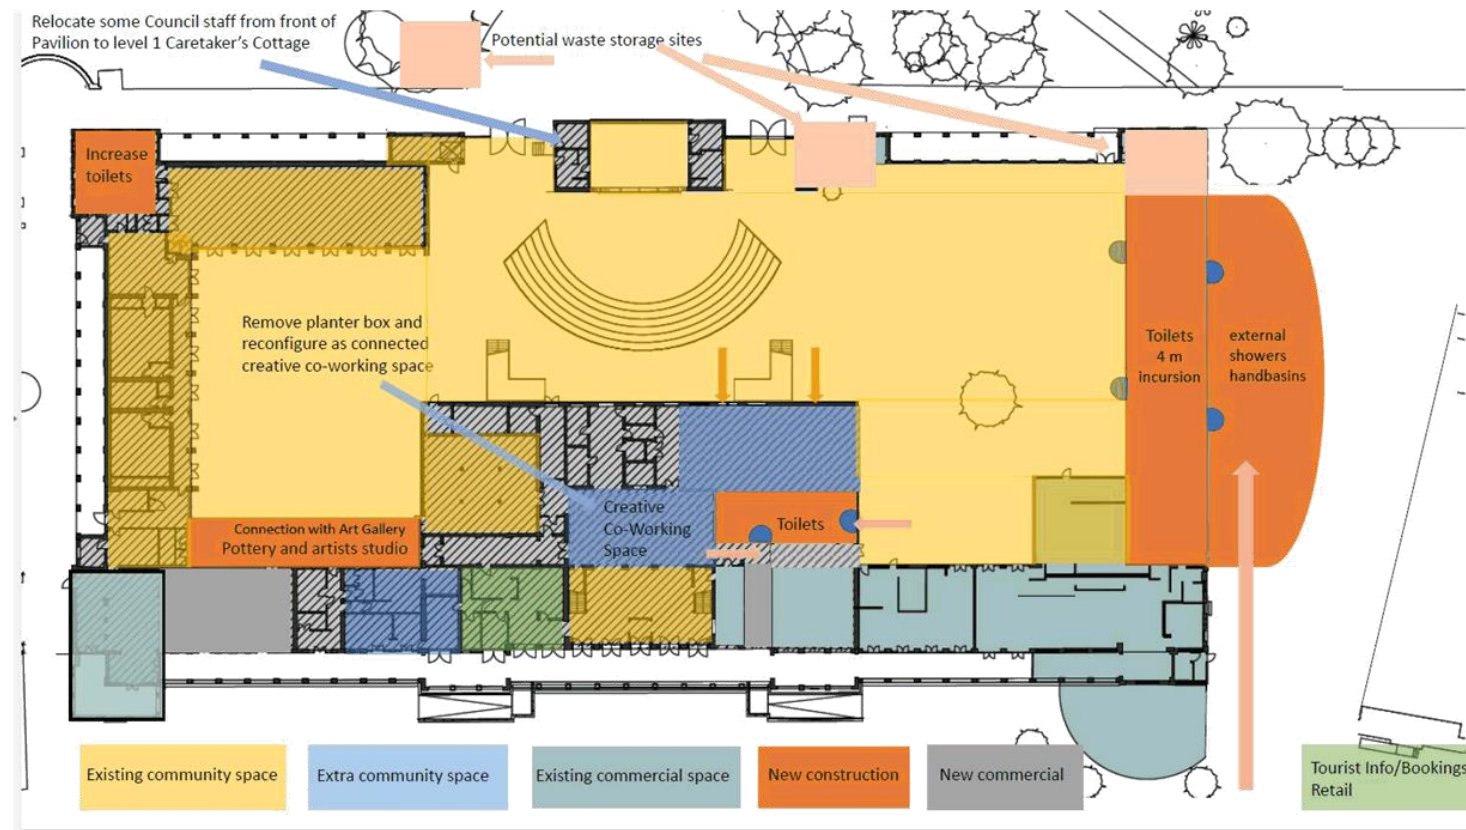 Relocate some Council staff from front of
Pavilion to level 1 Caretaker's Cottage
Potential waste storage sites
Increase
toilets
Remove planter box and
reconfigure as connected
creative co-working space
Toilets
4 m
incursion
external
showers
handbasins
Creative
Co-Working
Space
Toilets
Connection with Art Gallery
Pottery and artists studio
Existing community space
Extra community space
Existing commercial space
New construction
New commercial
Tourist Info/Bookings
Retail